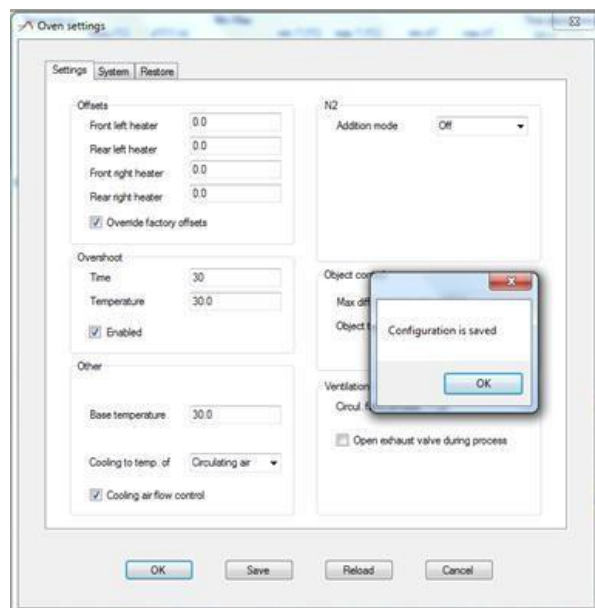 Oven settings
Settings System Restore
Offsets
Front left heater 0.0
Rear left heater 0.0
Front right heater 0.0
Rear right heater 0.0
Override factory offsets
Overshoot
Time 30
Temperature 30.0
Enabled
Other
Base temperature 30.0
Cooling to temp. of Circulating air
Cooling air flow control
N2
Addition mode Off
Object
Max
Object
Configuration is saved
OK
Ventilation
Circul.
Open exhaust valve during process
OK Save Reload Cancel